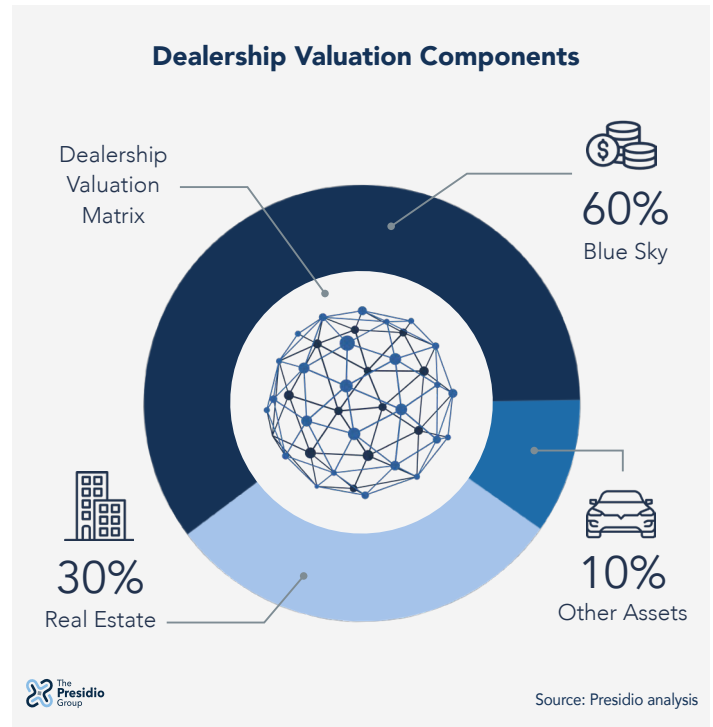 Dealership Valuation Components
Dealership
Valuation
Matrix
$
60%
Blue Sky
30%
Real Estate
10%
Other Assets
The
Presidio
Group
Source: Presidio analysis